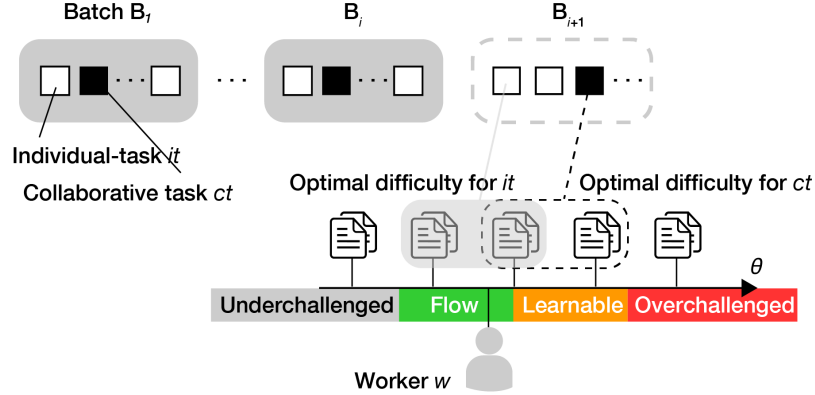 Batch B1
Bi
Bi+1
Individual-task it
Collaborative task ct
Optimal difficulty for it
Optimal difficulty for ct
θ
Underchallenged
Flow
Learnable
Overchallenged
Worker w